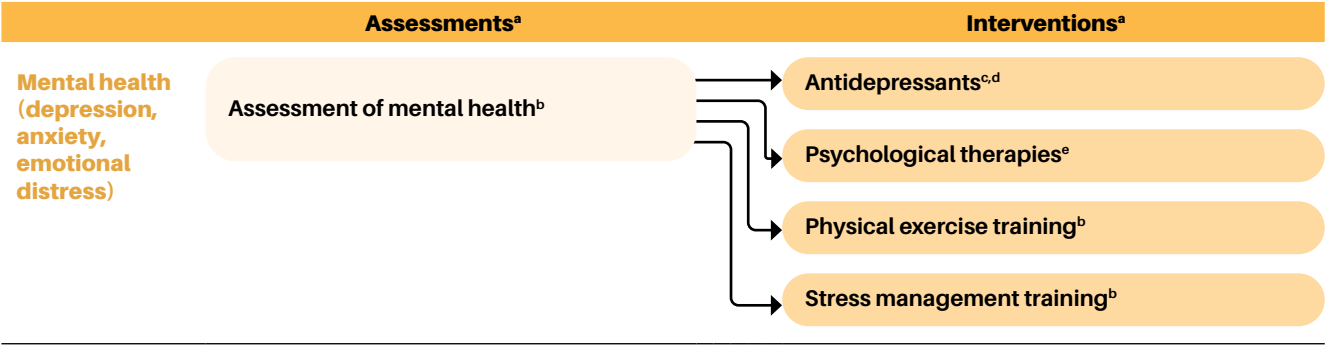 Assessmentsᵃ
Interventionsᵃ
Mental health
(depression,
anxiety,
emotional
distress)
Assessment of mental healthᵇ
Antidepressantsᶜ,ᵈ
Psychological therapiesᵉ
Physical exercise trainingᵇ
Stress management trainingᵇ